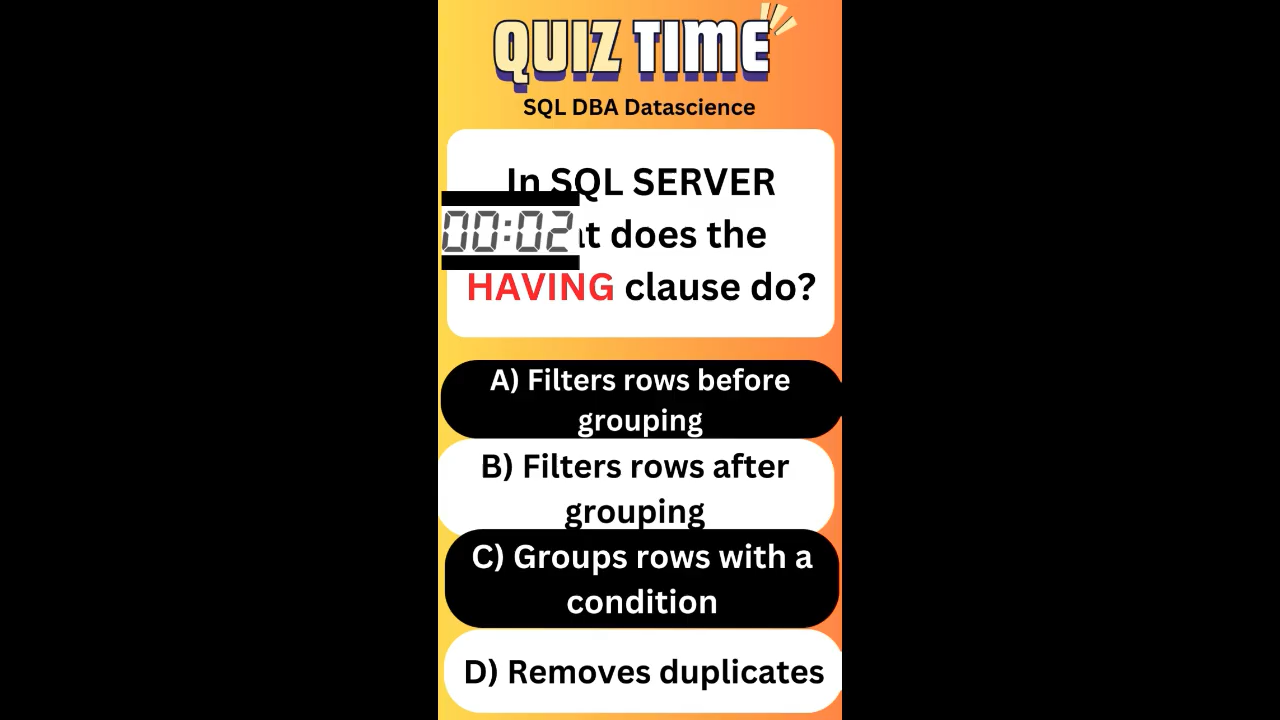 QUIZ TIME
SQL DBA Datascience
In SQL SERVER
00:02
does the
HAVING clause do?
A) Filters rows before
grouping
B) Filters rows after
grouping
C) Groups rows with a
condition
D) Removes duplicates